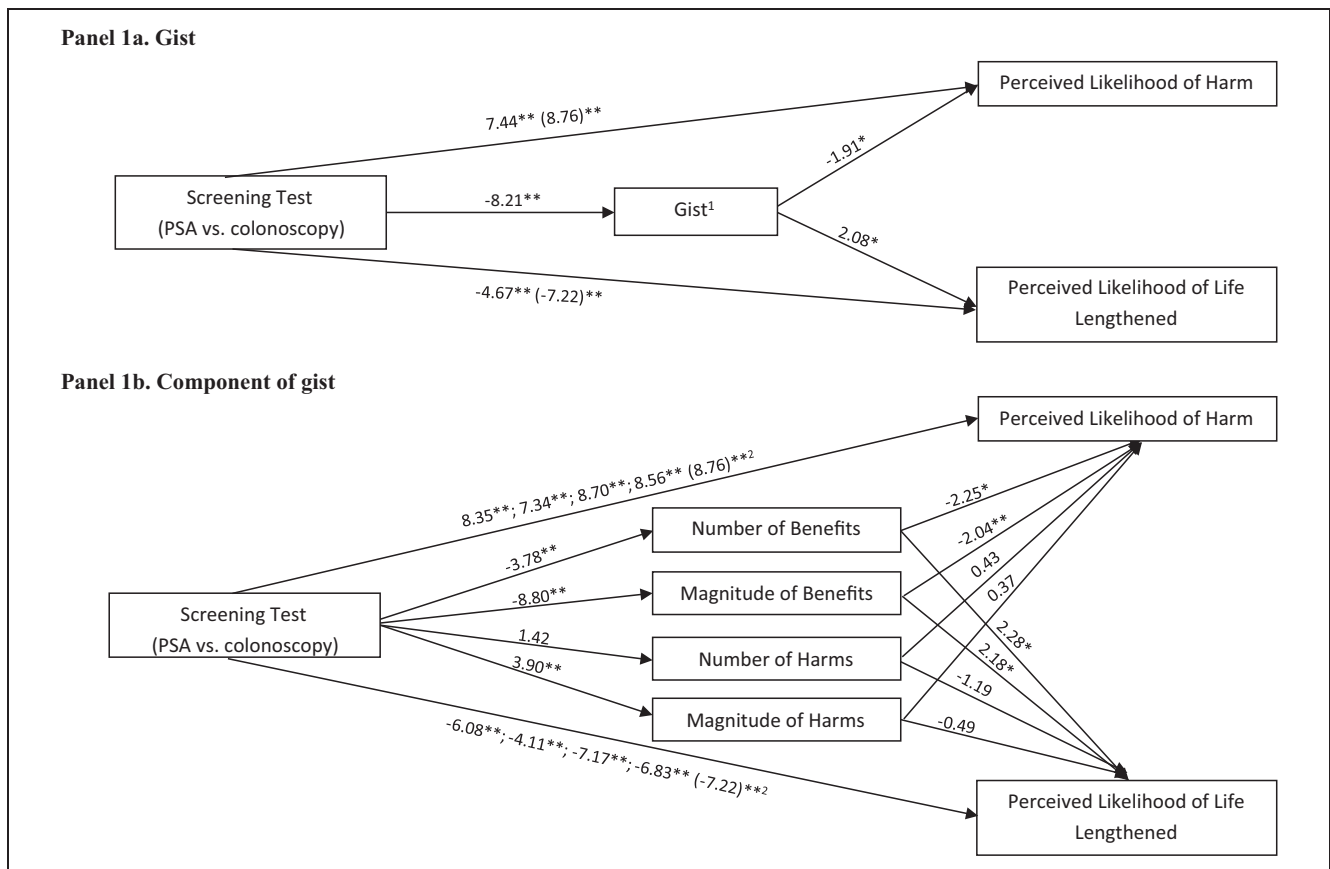 Panel 1a. Gist
Perceived Likelihood of Harm
7.44** (8.76)**
-1.91*
Screening Test
(PSA vs. colonoscopy)
-8.21**
Gist¹
2.08*
-4.67** (-7.22)**
Perceived Likelihood of Life
Lengthened
Panel 1b. Component of gist
Perceived Likelihood of Harm
8.35**; 7.34**; 8.70**; 8.56** (8.76)**²
-2.25*
Number of Benefits
-2.04**
-3.78**
0.43
Magnitude of Benefits
0.37
-8.80**
Screening Test
(PSA vs. colonoscopy)
1.42
2.28*
Number of Harms
2.18*
3.90**
-1.19
Magnitude of Harms
-0.49
-6.08**; -4.11**; -7.17**; -6.83** (-7.22)**²
Perceived Likelihood of Life
Lengthened